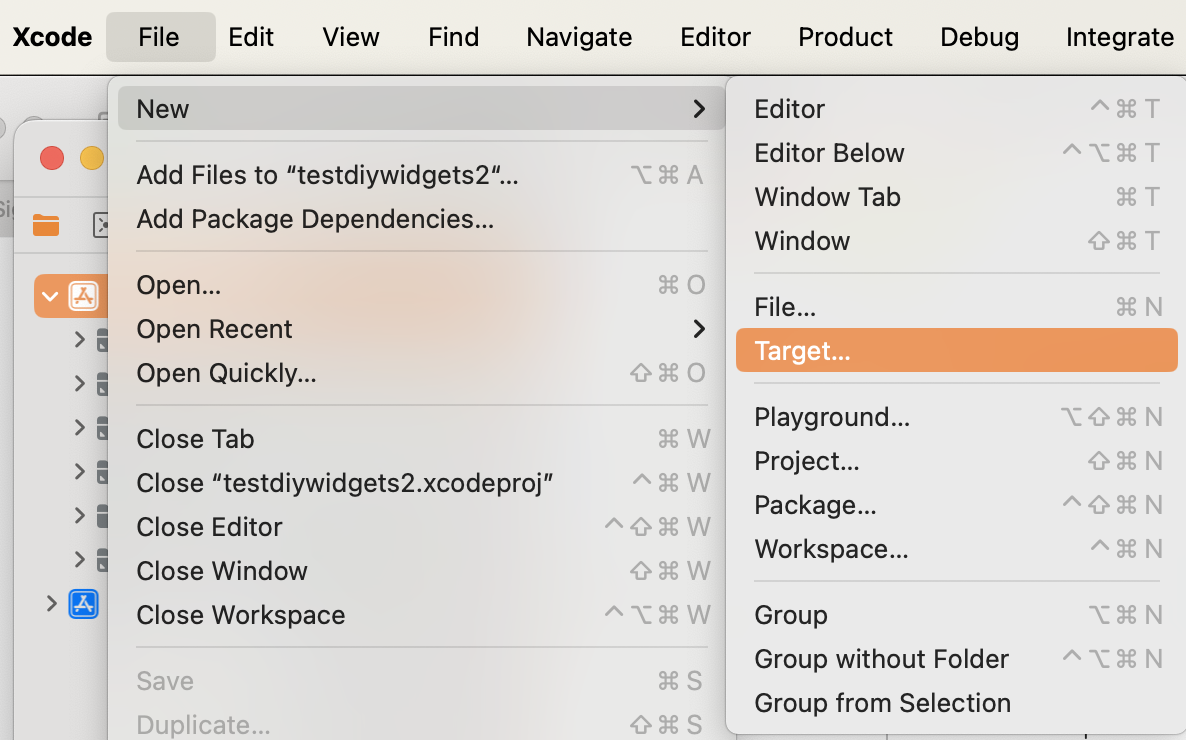 Xcode File Edit View Find Navigate Editor Product Debug Integrate
New
Add Files to “testdiywidgets2“... ⌥⌘A
Add Package Dependencies...
Open... ⌘O
Open Recent
Open Quickly... ⇧⌘O
Close Tab ⌘W
Close “testdiywidgets2.xcodeproj” ^⌘W
Close Editor ^⇧⌘W
Close Window ⇧⌘W
Close Workspace ^⌥⌘W
Save ⌘S
Duplicate... ⇧⌘S
Editor ^⌘T
Editor Below ^⌥⌘T
Window Tab ⌘T
Window ⇧⌘T
File... ⌘N
Target...
Playground... ⌥⇧⌘N
Project... ⇧⌘N
Package... ^⇧⌘N
Workspace... ^⌘N
Group ⌥⌘N
Group without Folder ^⌥⌘N
Group from Selection